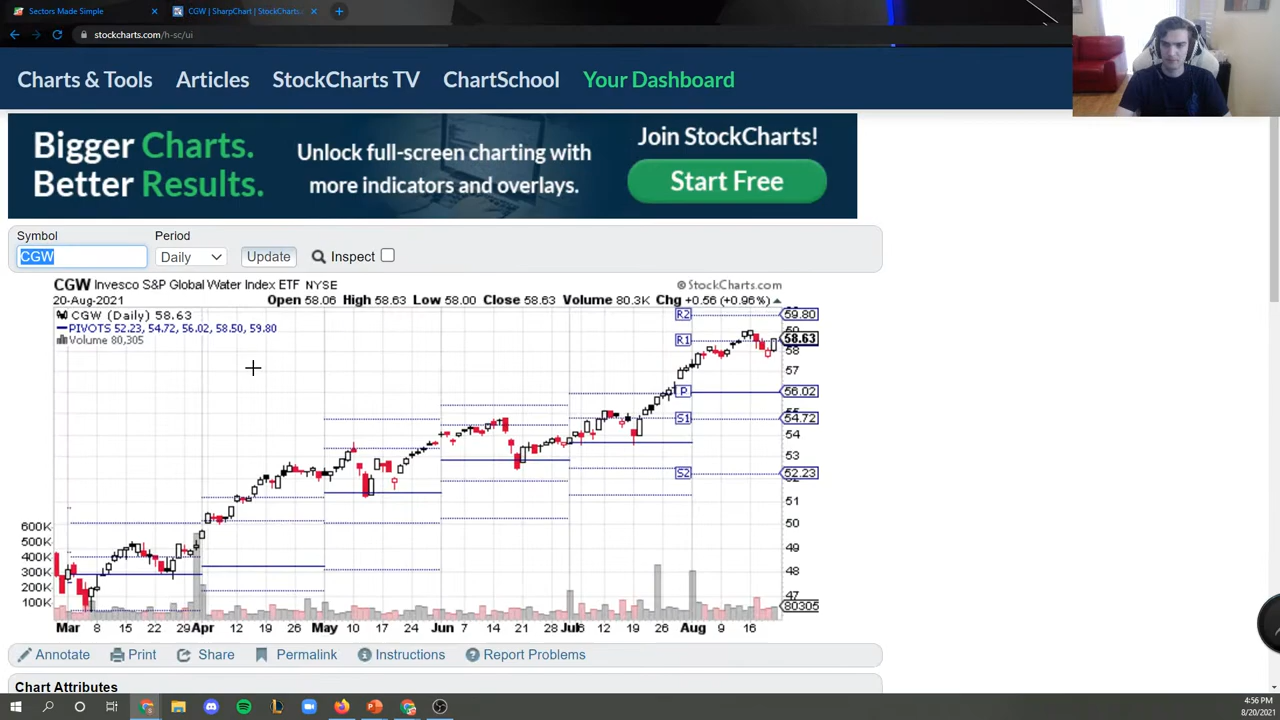 Sectors Made Simple
CGW | SharpChart | StockCharts.c
stockcharts.com/h-sc/ui
Charts & Tools
Articles
StockCharts TV
ChartSchool
Your Dashboard
Bigger Charts.
Better Results.
Unlock full-screen charting with
more indicators and overlays.
Join StockCharts!
Start Free
Symbol
Period
CGW
Daily
Update
Inspect
CGW Invesco S&P Global Water Index ETF NYSE
© StockCharts.com
20-Aug-2021
Open 58.06 High 58.63 Low 58.00 Close 58.63 Volume 80.3K Chg +0.56 (+0.96%)
CGW (Daily) 58.63
PIVOTS 52.23, 54.72, 56.02, 58.50, 59.80
Volume 80,305
R2
59.80
R1
58.63
58
57
P
56.02
S1
54.72
54
53
S2
52.23
51
50
49
48
47
80305
600K
500K
400K
300K
200K
100K
Mar 8 15 22 29 Apr 12 19 26 May 10 17 24 Jun 7 14 21 28 Jul 6 12 19 26 Aug 9 16
Annotate
Print
Share
Permalink
Instructions
Report Problems
Chart Attributes
4:56 PM
8/20/2021